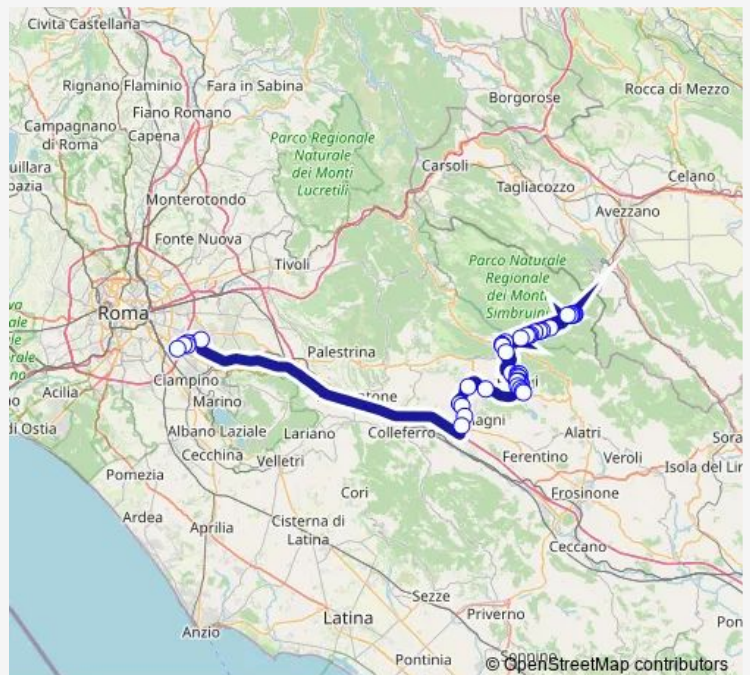 Civita Castellana
Rignano Flaminio
Fara in Sabina
Rocca di Mezzo
Borgorose
Fiano Romano
Campagnano
di Roma
Capena
Parco Regionale
Naturale
dei Monti
Lucretili
Carsoli
Celano
Tagliacozzo
Monterotondo
Avezzano
Fonte Nuova
Tivoli
Parco Naturale
Regionale
dei Monti
Simbruini
Roma
Palestrina
Ciampino
Acilia
Marino
di Ostia
Albano Laziale
Lariano
Colleferro
Cecchina
Velletri
Alatri
Ferentino
Veroli
Sora
Isola del Lir
Pomezia
Cori
Frosinone
Ardea
Aprilia
Cisterna di
Latina
Ceccano
Sezze
Anzio
Latina
Priverno
Pontinia
© OpenStreetMap contributors